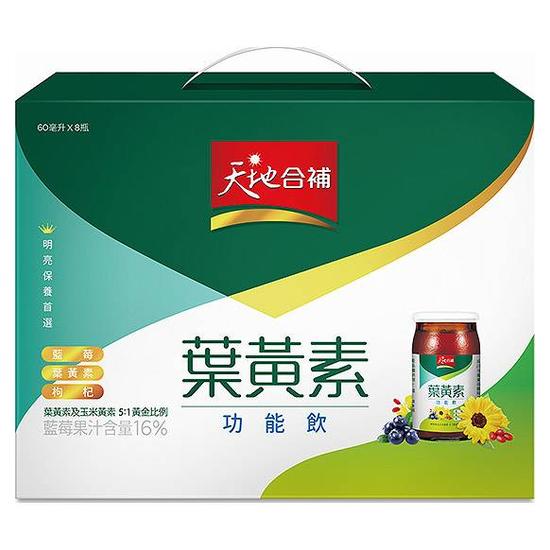 60毫升X8瓶
天地合補
明亮保養首選
藍莓
葉黃素
枸杞
葉黃素及玉米黃素 5:1黃金比例
藍莓果汁含量16%
葉黃素
功能飲
天地合補
葉黃素
功能飲